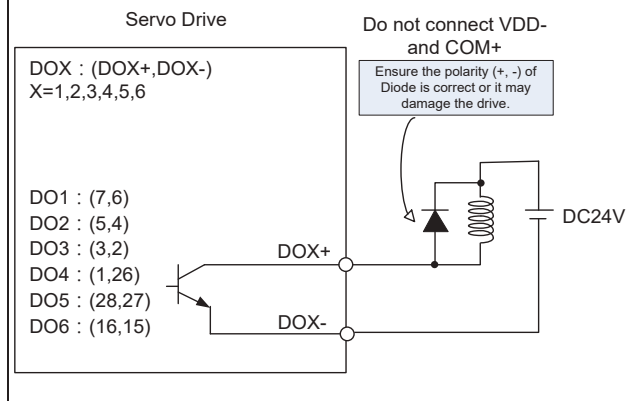 Servo Drive
Do not connect VDD-
and COM+
Ensure the polarity (+, -) of
Diode is correct or it may
damage the drive.
DOX : (DOX+,DOX-)
X=1,2,3,4,5,6
DO1 : (7,6)
DO2 : (5,4)
DO3 : (3,2)
DO4 : (1,26)
DO5 : (28,27)
DO6 : (16,15)
DOX+
DOX-
DC24V